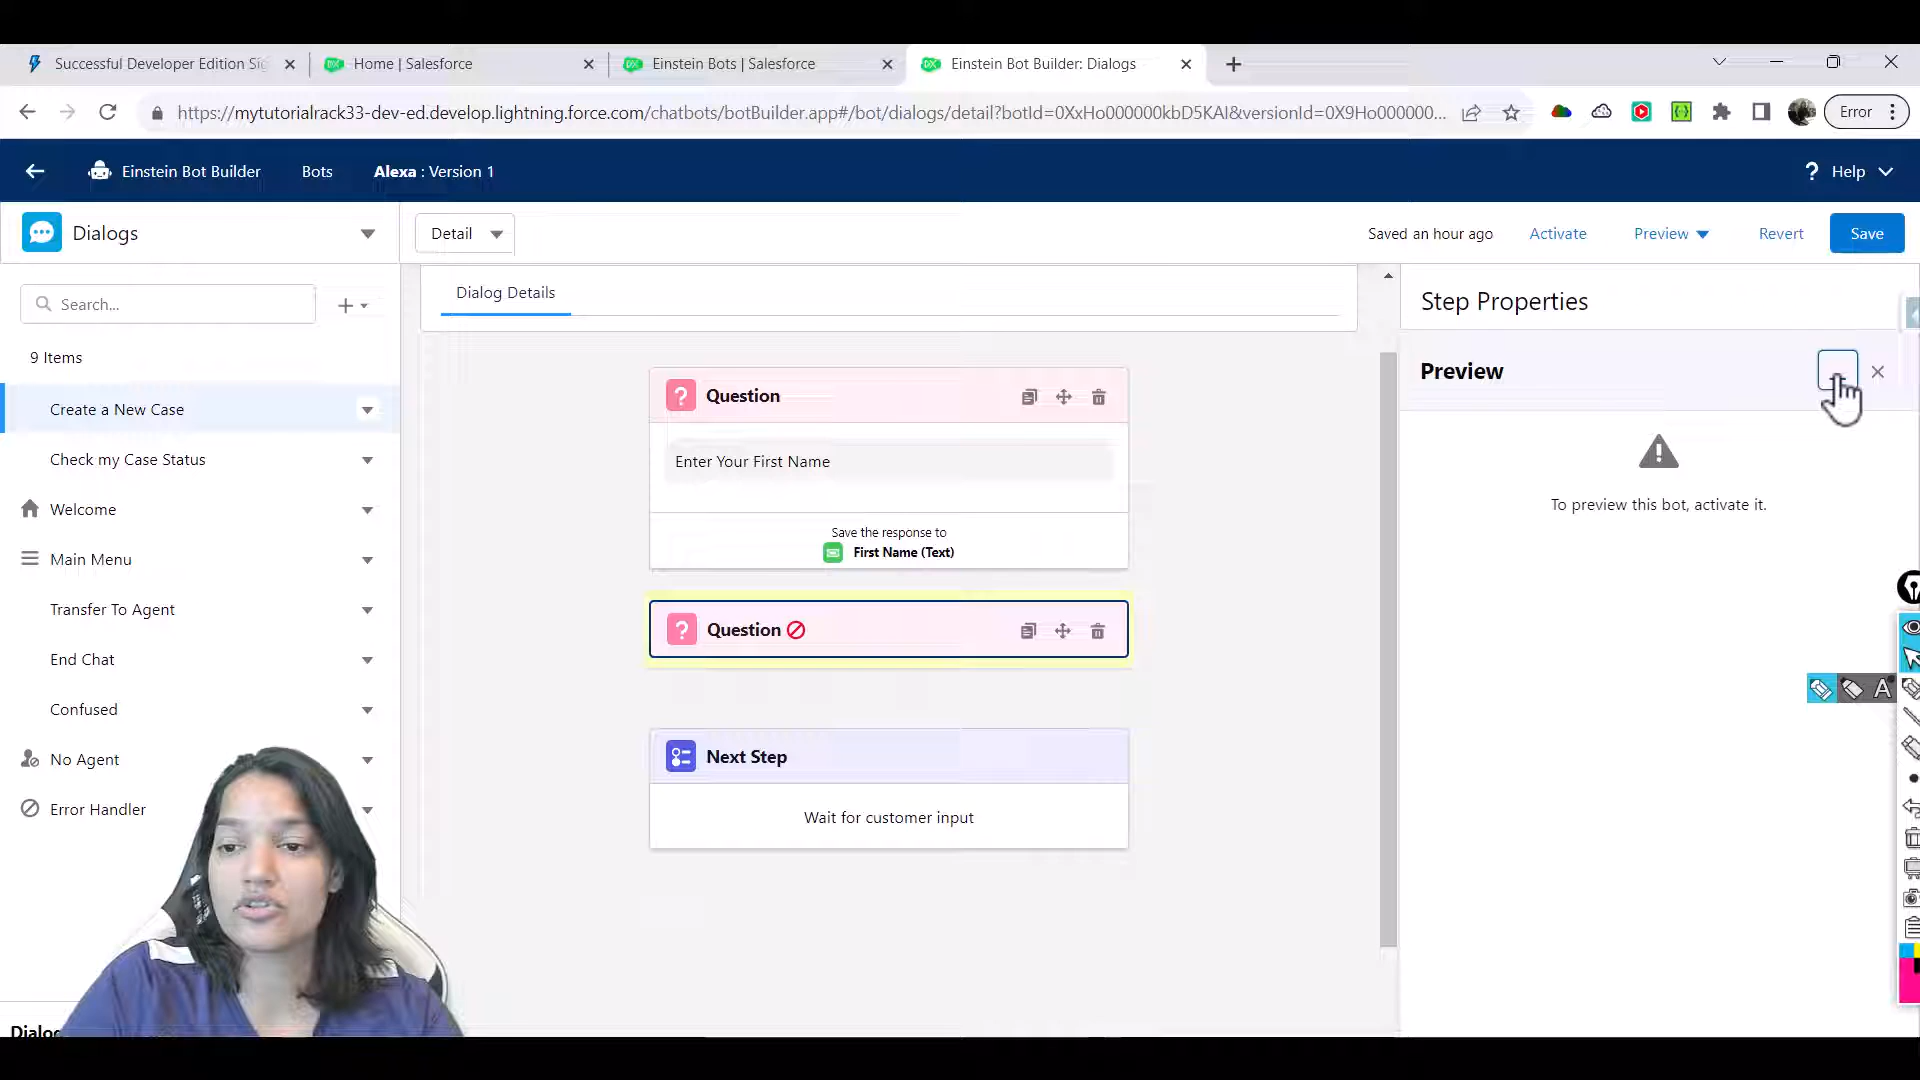 Successful Developer Edition Sig
Home | Salesforce
Einstein Bots | Salesforce
Einstein Bot Builder: Dialogs
https://mytutorialrack33-dev-ed.develop.lightning.force.com/chatbots/botBuilder.app#/bot/dialogs/detail?botId=0XxHo000000kbD5KAI&versionId=0X9Ho000000...
Error
Einstein Bot Builder
Bots
Alexa : Version 1
Help
Dialogs
Detail
Saved an hour ago
Activate
Preview
Revert
Save
Search...
9 Items
Create a New Case
Check my Case Status
Welcome
Main Menu
Transfer To Agent
End Chat
Confused
No Agent
Error Handler
Dialog Details
Question
Enter Your First Name
Save the response to
First Name (Text)
Question
Next Step
Wait for customer input
Step Properties
Preview
To preview this bot, activate it.
A